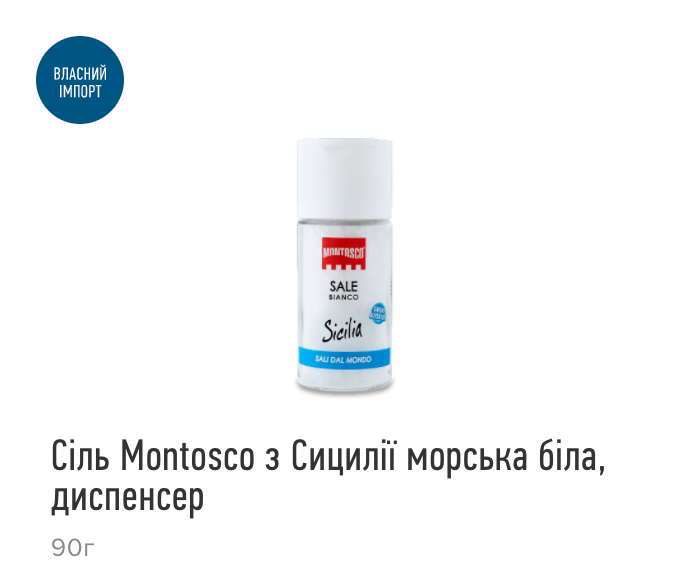 ВЛАСНИЙ
ІМПОРТ
MONTOSCO
SALE
BIANCO
Sicilia
SALI DAL MONDO
Сіль Montosco з Сицилії морська біла,
диспенсер
90г